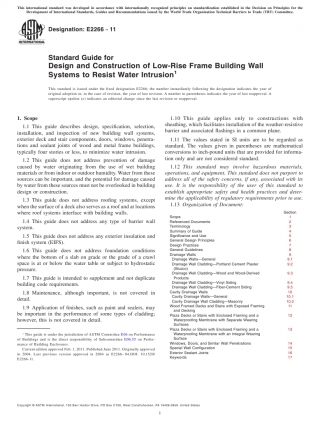 This international standard was developed in accordance with internationally recognized principles on standardization established in the Decision on Principles for the
Development of International Standards, Guides and Recommendations issued by the World Trade Organization Technical Barriers to Trade (TBT) Committee.
Designation: E2266 − 11
Standard Guide for
Design and Construction of Low-Rise Frame Building Wall
Systems to Resist Water Intrusion¹
This standard is issued under the fixed designation E2266; the number immediately following the designation indicates the year of
original adoption or, in the case of revision, the year of last revision. A number in parentheses indicates the year of last reapproval. A
superscript epsilon (ε) indicates an editorial change since the last revision or reapproval.
1. Scope
1.1 This guide describes design, specification, selection,
installation, and inspection of new building wall systems,
exterior deck and stair components, doors, windows, penetra-
tions and sealant joints of wood and metal frame buildings,
typically four stories or less, to minimize water intrusion.
1.2 This guide does not address prevention of damage
caused by water originating from the use of wet building
materials or from indoor or outdoor humidity. Water from these
sources can be important, and the potential for damage caused
by water from these sources must not be overlooked in building
design or construction.
1.3 This guide does not address roofing systems, except
when the surface of a deck also serves as a roof and at locations
where roof systems interface with building walls.
1.4 This guide does not address any type of barrier wall
system.
1.5 This guide does not address any exterior insulation and
finish system (EIFS).
1.6 This guide does not address foundation conditions
where the bottom of a slab on grade or the grade of a crawl
space is at or below the water table or subject to hydrostatic
pressure.
1.7 This guide is intended to supplement and not duplicate
building code requirements.
1.8 Maintenance, although important, is not covered in
detail.
1.9 Application of finishes, such as paint and sealers, may
be important in the performance of some types of cladding;
however, this is not covered in detail.
¹ This guide is under the jurisdiction of ASTM Committee E06 on Performance
of Buildings and is the direct responsibility of Subcommittee E06.55 on Perfor-
mance of Building Enclosures.
Current edition approved Feb. 1, 2011. Published June 2011. Originally approved
in 2004. Last previous version approved in 2004 as E2266–04. DOI: 10.1520/
E2266-11.
1.10 This guide applies only to constructions with
sheathing, which facilitates installation of the weather resistive
barrier and associated flashings in a common plane.
1.11 The values stated in SI units are to be regarded as
standard. The values given in parentheses are mathematical
conversions to inch-pound units that are provided for informa-
tion only and are not considered standard.
1.12 This standard may involve hazardous materials,
operations, and equipment. This standard does not purport to
address all of the safety concerns, if any, associated with its
use. It is the responsibility of the user of this standard to
establish appropriate safety and health practices and deter-
mine the applicability of regulatory requirements prior to use.
1.13 Organization of Document:
Section
Scope 1
Referenced Documents 2
Terminology 3
Summary of Guide 4
Significance and Use 5
General Design Principles 6
Design Practices 7
General Guidelines 8
Drainage Walls 9
Drainage Walls—General 9.1
Drainage Wall Cladding—Portland Cement Plaster 9.2
(Stucco)
Drainage Wall Cladding—Wood and Wood-Derived 9.3
Products
Drainage Wall Cladding—Vinyl Siding 9.4
Drainage Wall Cladding—Fiber-Cement Siding 9.5
Cavity Drainage Walls 10
Cavity Drainage Walls—General 10.1
Cavity Drainage Wall Cladding—Masonry 10.5
Wood Framed Decks and Stairs with Exposed Framing 11
and Decking
Plaza Decks or Stairs with Enclosed Framing and a 12
Waterproofing Membrane with Separate Wearing
Surfaces
Plaza Decks or Stairs with Enclosed Framing and a 13
Waterproofing Membrane with an Integral Wearing
Surface
Windows, Doors, and Similar Wall Penetrations 14
Special Wall Configuration 15
Exterior Sealant Joints 16
Keywords 17
Copyright © ASTM International, 100 Barr Harbor Drive, PO Box C700, West Conshohocken, PA 19428-2959. United States
1